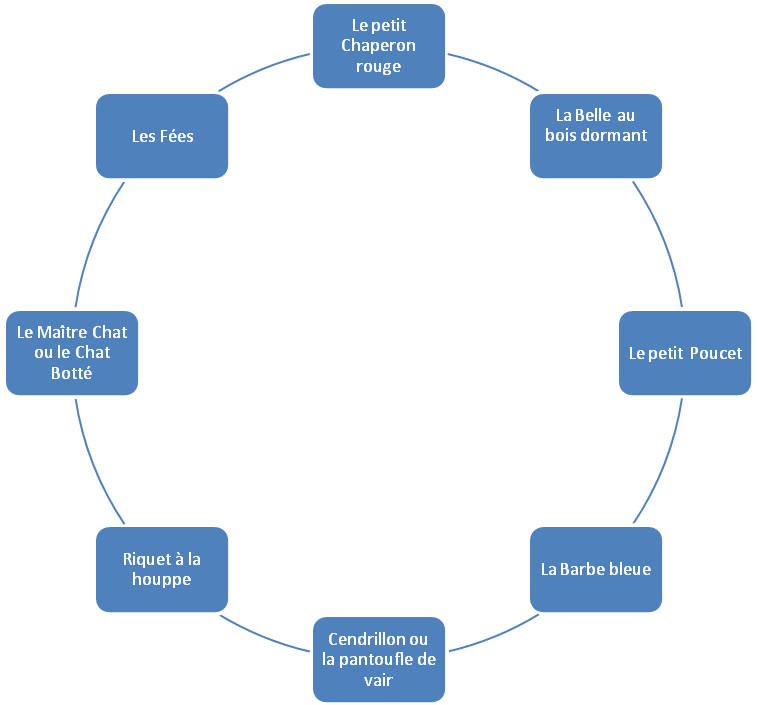 Le petit
Chaperon
rouge
La Belle au
bois dormant
Le petit Poucet
La Barbe bleue
Cendrillon ou
la pantoufle de
vair
Riquet à la
houppe
Le Maître Chat
ou le Chat
Botté
Les Fées